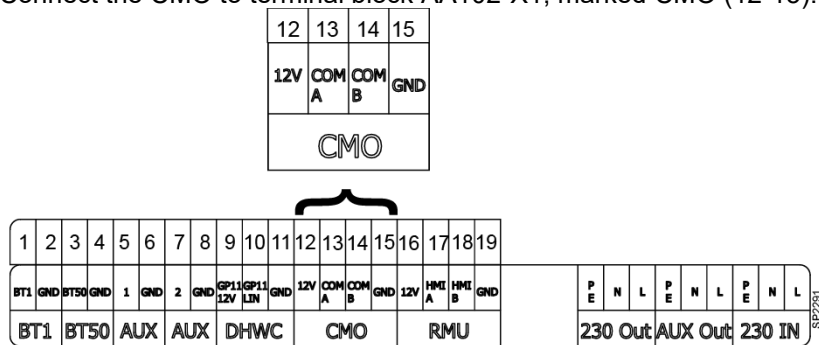 Connect the CMO to terminal block AA102-X1, marked CMO (12-15).
12 13 14 15
12V COM A COM B GND
CMO
1 2 3 4 5 6 7 8 9 10 11 12 13 14 15 16 17 18 19
BT1 GND BT50 GND 1 GND 2 GND GP11 12V GP11 LIN GND 12V COM A COM B GND 12V HMI A HMI B GND
PE N L PE N L PE N L
BT1 BT50 AUX AUX DHWC CMO RMU
230 Out AUX Out 230 IN
SP2291